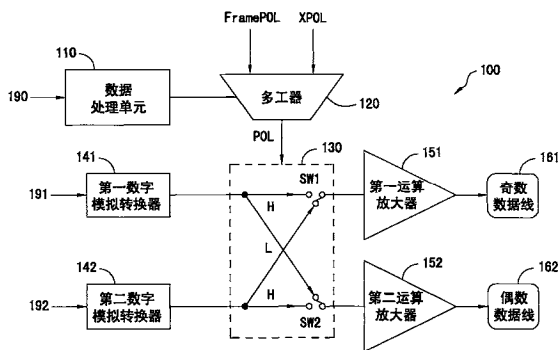 FramePOL XPOL
110
100
190
数据
处理单元
多工器
120
POL
130
141
151
161
191
第一数字
模拟转换器
H
SW1
第一运算
放大器
奇数
数据线
L
142
152
162
192
第二数字
模拟转换器
H
SW2
第二运算
放大器
偶数
数据线